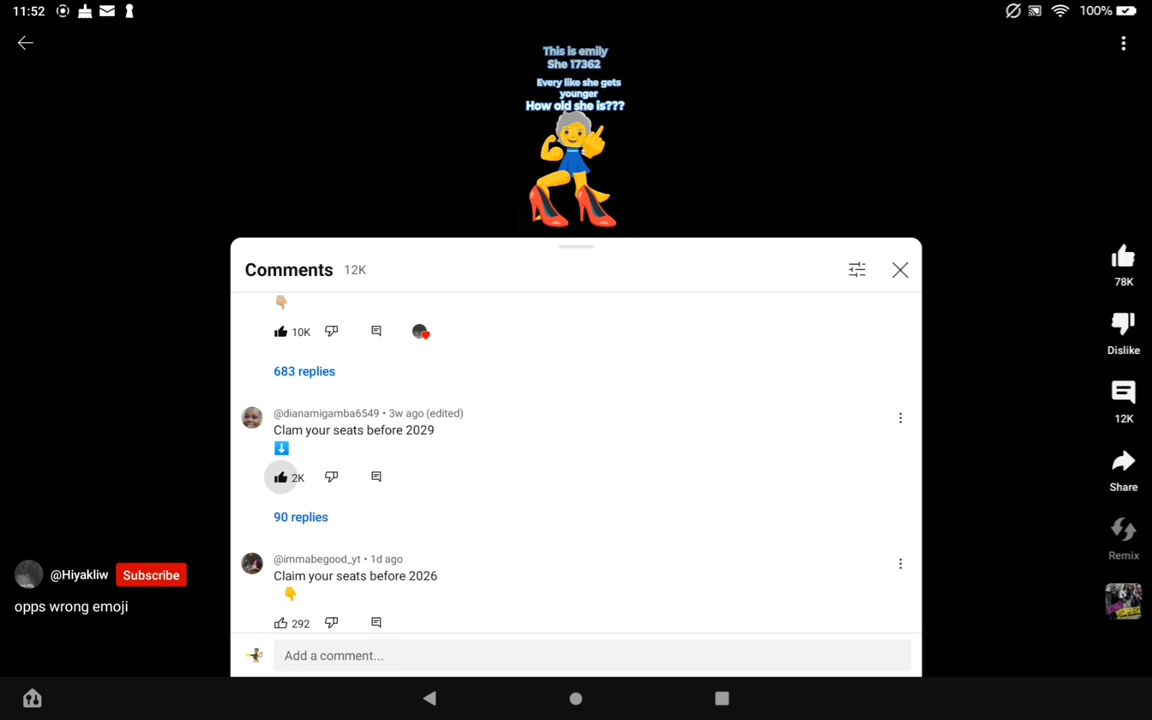 11:52
100%
This is emily
She 17362
Every like she gets
younger
How old she is???
Comments 12K
👇🏼
10K
683 replies
@dianamigamba6549 • 3w ago (edited)
Clam your seats before 2029
⬇️
2K
90 replies
@immabegood_yt • 1d ago
Claim your seats before 2026
👇
292
Add a comment...
78K
Dislike
12K
Share
Remix
@Hiyakliw Subscribe
opps wrong emoji